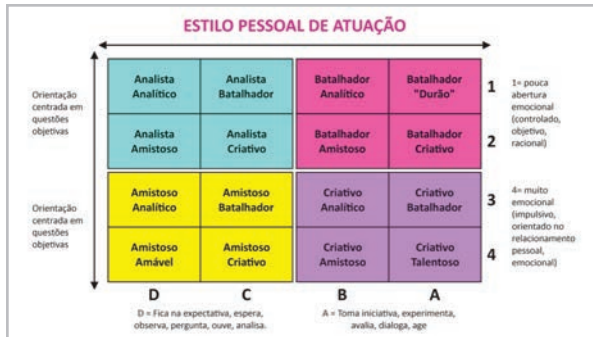 ESTILO PESSOAL DE ATUAÇÃO
Orientação
centrada em
questões
objetivas
Analista
Analítico
Analista
Batalhador
Batalhador
Analítico
Batalhador
"Durão"
1
1= pouca
abertura
emocional
(controlado,
objetivo,
racional)
Analista
Amistoso
Analista
Criativo
Batalhador
Amistoso
Batalhador
Criativo
2
Orientação
centrada em
questões
objetivas
Amistoso
Analítico
Amistoso
Batalhador
Criativo
Analítico
Criativo
Batalhador
3
4= muito
emocional
(impulsivo,
orientado no
relacionamento
pessoal,
emocional)
Amistoso
Amável
Amistoso
Criativo
Criativo
Amistoso
Criativo
Talentoso
4
D
C
B
A
D = Fica na expectativa, espera,
observa, pergunta, ouve, analisa.
A = Toma iniciativa, experimenta,
avalia, dialoga, age